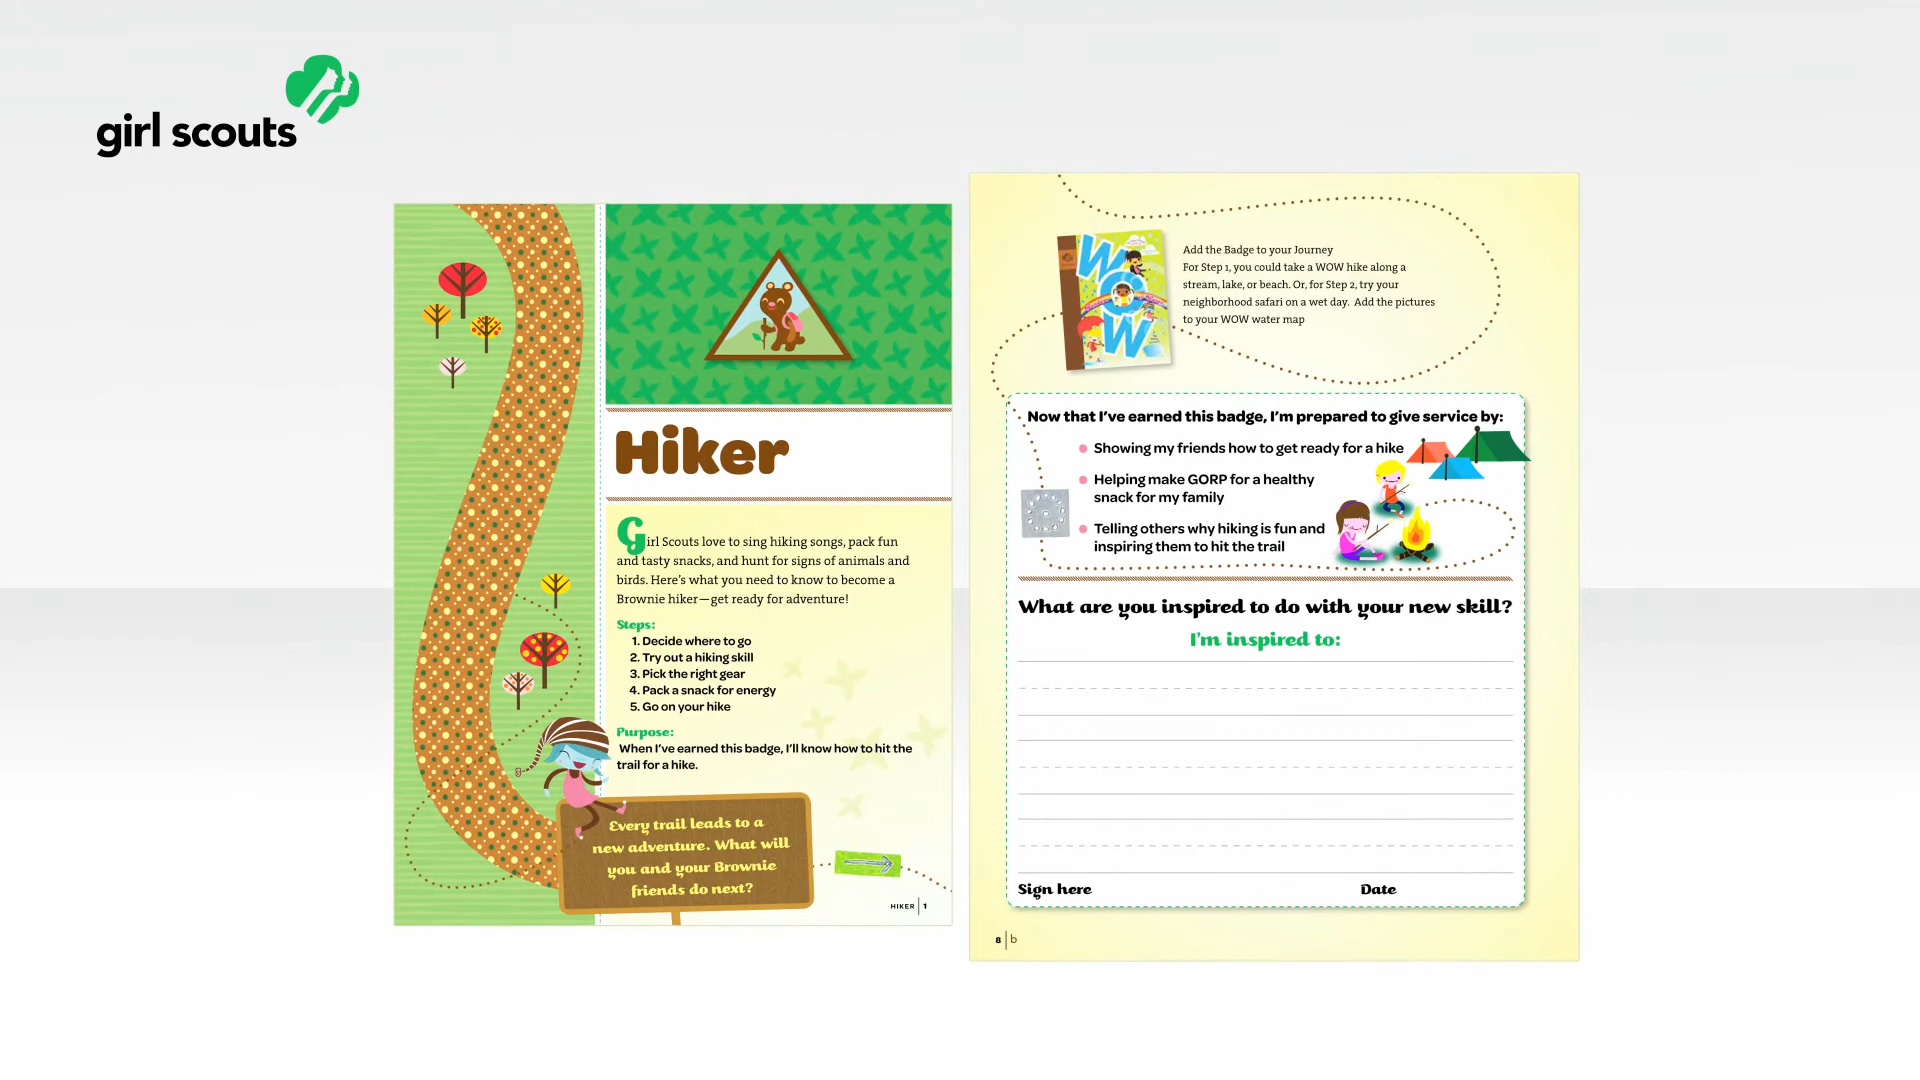 girl scouts
Hiker
Girl Scouts love to sing hiking songs, pack fun
and tasty snacks, and hunt for signs of animals and
birds. Here's what you need to know to become a
Brownie hiker—get ready for adventure!
Steps:
1. Decide where to go
2. Try out a hiking skill
3. Pick the right gear
4. Pack a snack for energy
5. Go on your hike
Purpose:
When I've earned this badge, I'll know how to hit the
trail for a hike.
Every trail leads to a
new adventure. What will
you and your Brownie
friends do next?
HIKER 1
WOW
Add the Badge to your Journey
For Step 1, you could take a WOW hike along a
stream, lake, or beach. Or, for Step 2, try your
neighborhood safari on a wet day. Add the pictures
to your WOW water map
Now that I've earned this badge, I'm prepared to give service by:
Showing my friends how to get ready for a hike
Helping make GORP for a healthy
snack for my family
Telling others why hiking is fun and
inspiring them to hit the trail
What are you inspired to do with your new skill?
I'm inspired to:
Sign here Date
8 b